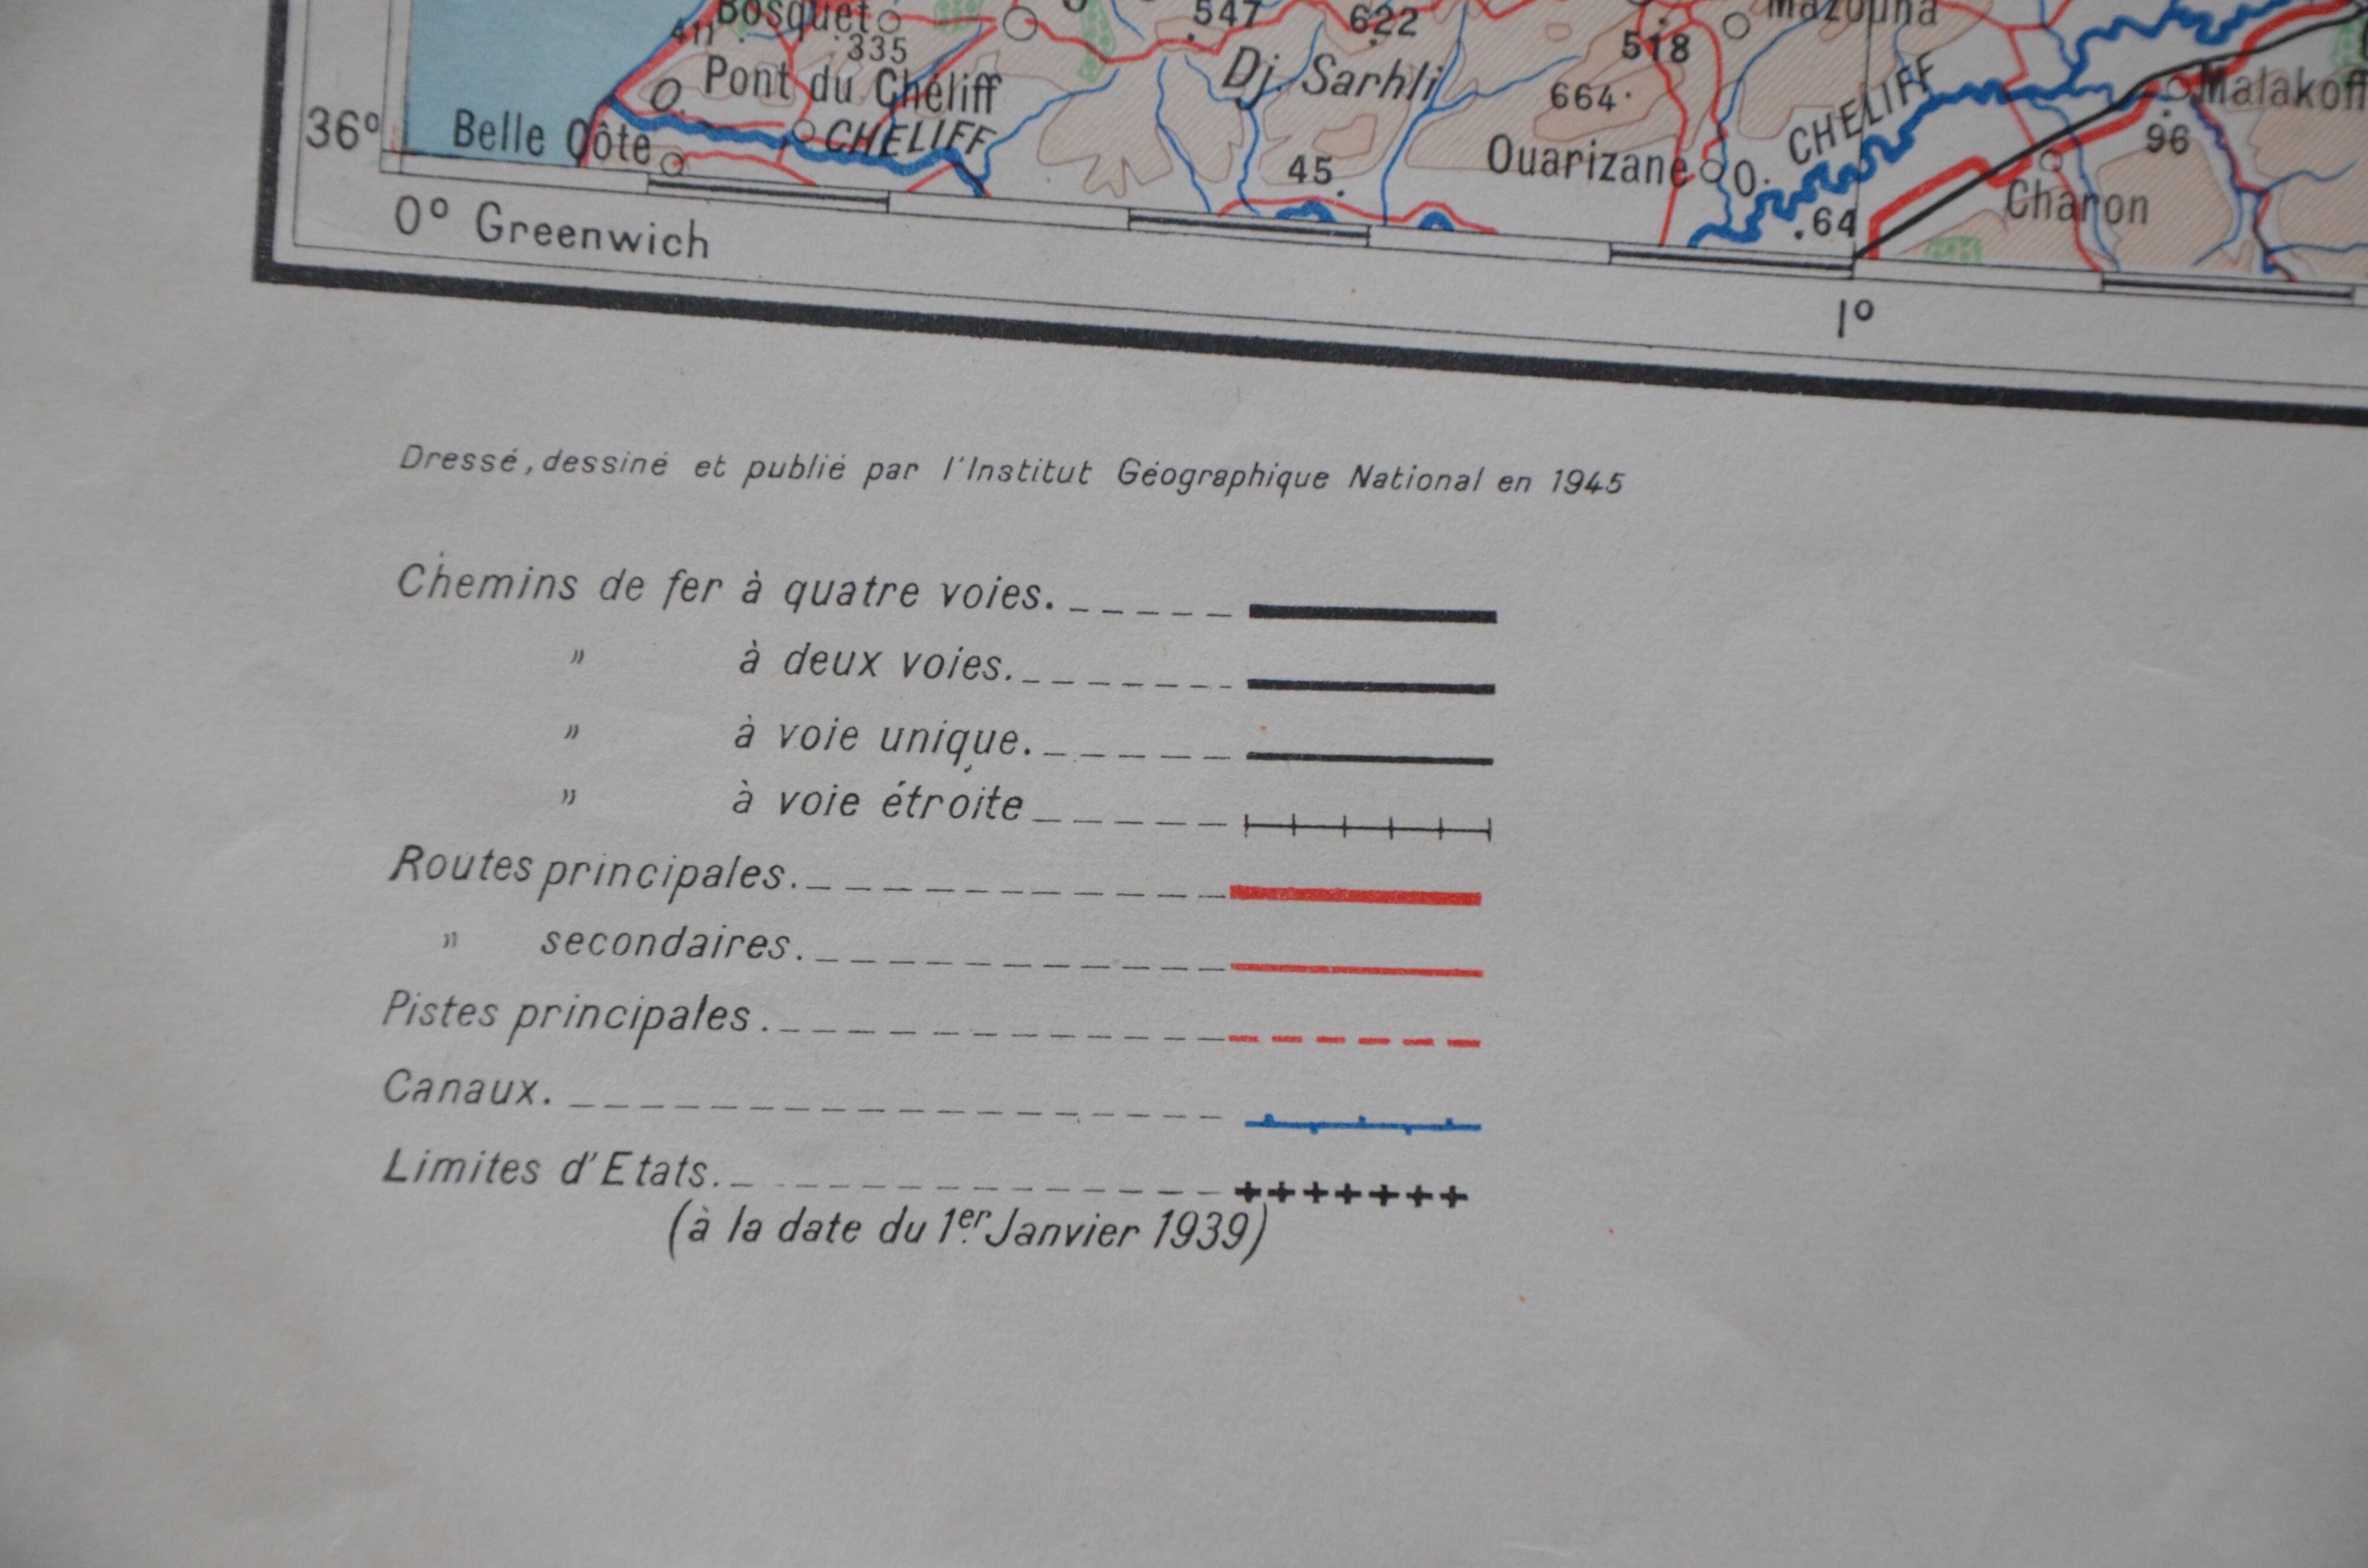 Bosquet
547
622
Mazouna
411
335
518
Malakoff
Pont du Chéliff
Dj. Sarhli
664
CHELIFF
O.
96
36°
Belle Côte
CHELIFF
45
Ouarizane
O.
Charon
64
0° Greenwich
1°
Dressé, dessiné et publié par l'Institut Géographique National en 1945
Chemins de fer à quatre voies.
" à deux voies.
" à voie unique.
" à voie étroite
Routes principales.
" secondaires.
Pistes principales.
Canaux.
Limites d'Etats.
(à la date du 1er Janvier 1939)